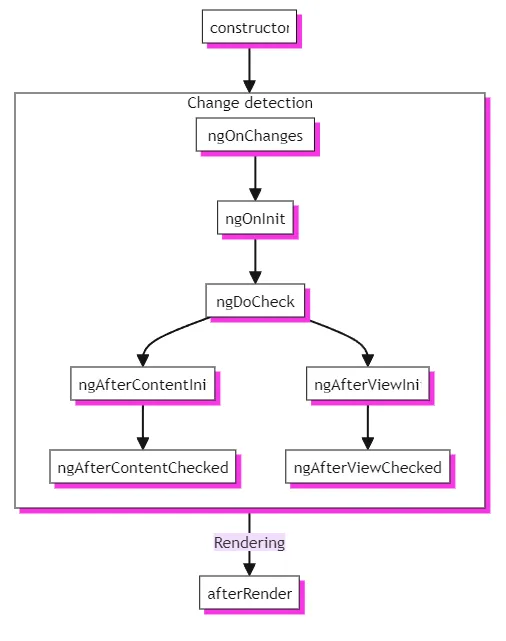 constructor
Change detection
ngOnChanges
ngOnInit
ngDoCheck
ngAfterContentIni
ngAfterViewIni
ngAfterContentChecked
ngAfterViewChecked
Rendering
afterRender